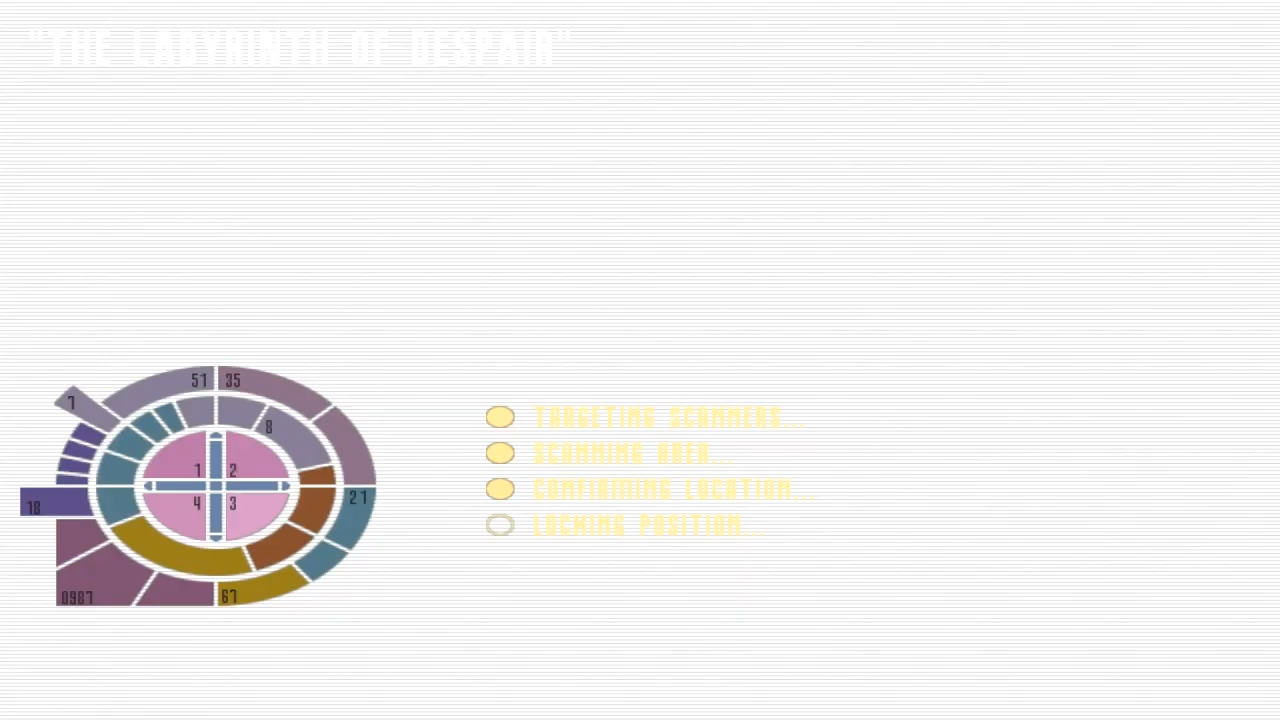 "THE LABYRINTH OF DESPAIR"
51 35
7
8
1 2
4 3
21
18
0987
67
TARGETING SCANNERS...
SCANNING AREA...
CONFIRMING LOCATION...
LOCKING POSITION...